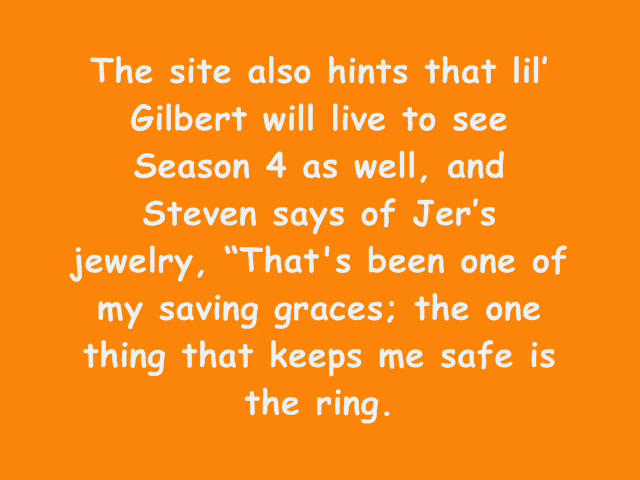 The site also hints that lil’
Gilbert will live to see
Season 4 as well, and
Steven says of Jer’s
jewelry, “That's been one of
my saving graces; the one
thing that keeps me safe is
the ring.